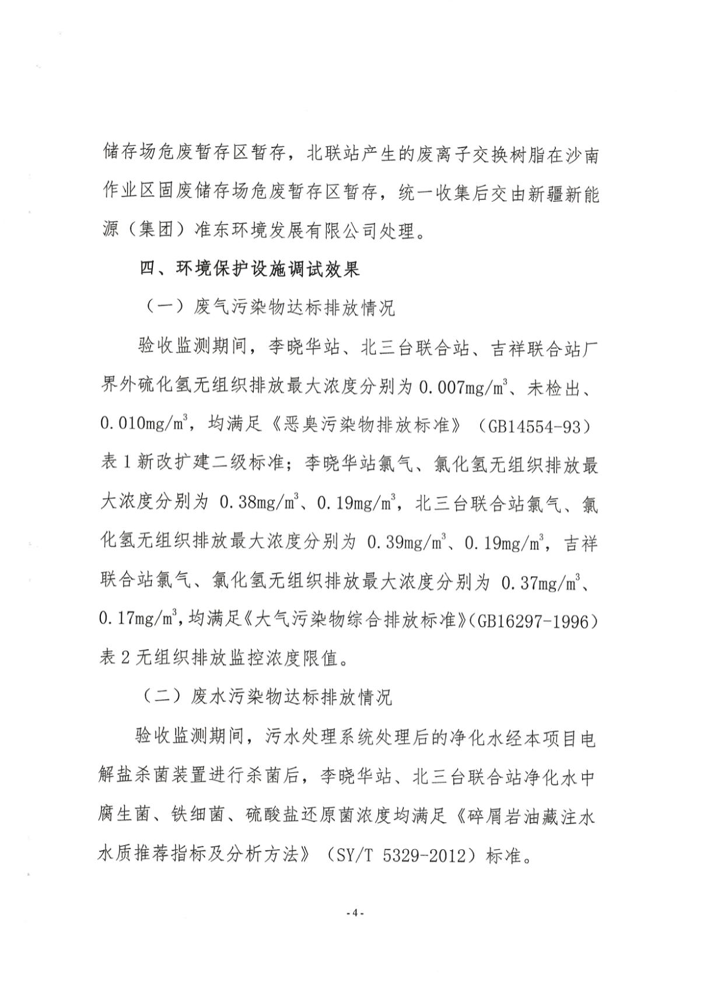 储存场危废暂存区暂存，北联站产生的废离子交换树脂在沙南
作业区固废储存场危废暂存区暂存，统一收集后交由新疆新能
源（集团）准东环境发展有限公司处理。
四、环境保护设施调试效果
（一）废气污染物达标排放情况
验收监测期间，李晓华站、北三台联合站、吉祥联合站厂
界外硫化氢无组织排放最大浓度分别为 0.007mg/m³、未检出、
0.010mg/m³，均满足《恶臭污染物排放标准》（GB14554-93）
表 1 新改扩建二级标准；李晓华站氯气、氯化氢无组织排放最
大浓度分别为 0.38mg/m³、0.19mg/m³，北三台联合站氯气、氯
化氢无组织排放最大浓度分别为 0.39mg/m³、0.19mg/m³，吉祥
联合站氯气、氯化氢无组织排放最大浓度分别为 0.37mg/m³、
0.17mg/m³，均满足《大气污染物综合排放标准》（GB16297-1996）
表 2 无组织排放监控浓度限值。
（二）废水污染物达标排放情况
验收监测期间，污水处理系统处理后的净化水经本项目电
解盐杀菌装置进行杀菌后，李晓华站、北三台联合站净化水中
腐生菌、铁细菌、硫酸盐还原菌浓度均满足《碎屑岩油藏注水
水质推荐指标及分析方法》（SY/T 5329-2012）标准。
- 4 -